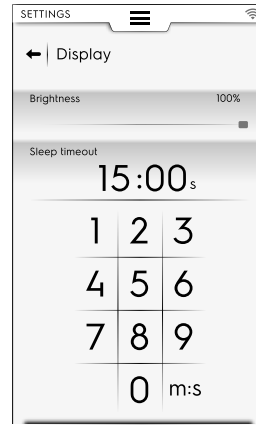 SETTINGS
Display
Brightness 100%
Sleep timeout
15:00s
1 2 3
4 5 6
7 8 9
0 m:s